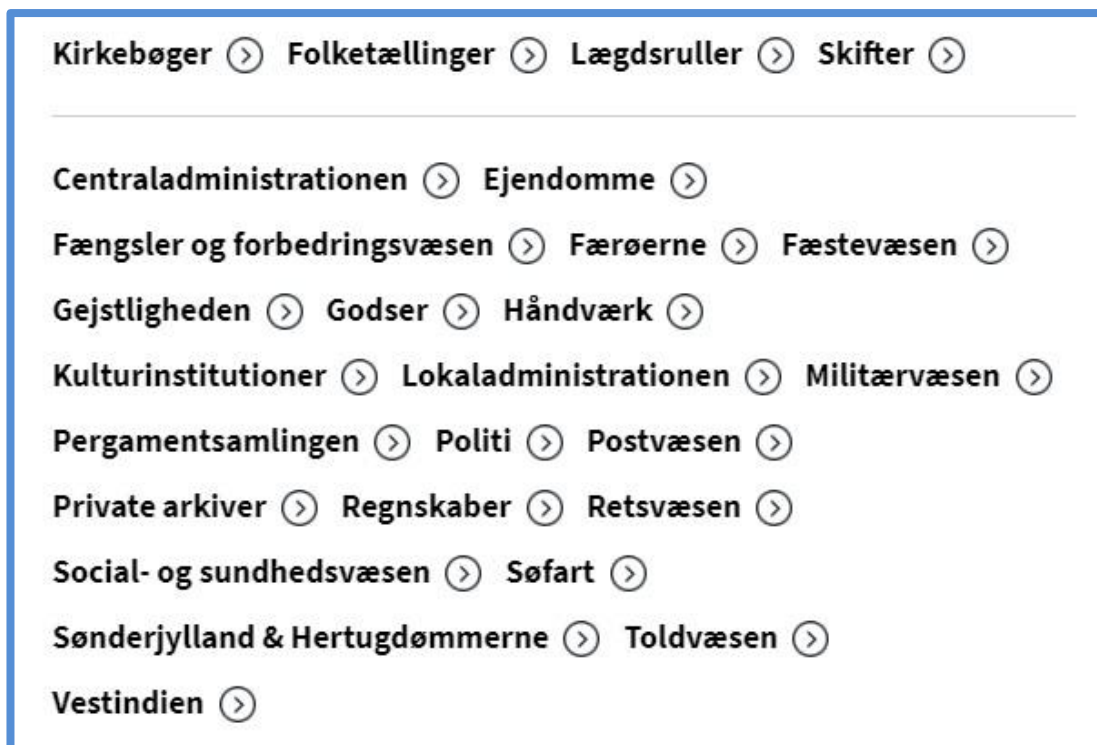 Kirkebøger Folketællinger Lægdsruller Skifter
Centraladministrationen Ejendomme
Fængsler og forbedringsvæsen Færøerne Fæstevæsen
Gejstligheden Godser Håndværk
Kulturinstitutioner Lokaladministrationen Militærvæsen
Pergamentsamlingen Politi Postvæsen
Private arkiver Regnskaber Retsvæsen
Social- og sundhedsvæsen Søfart
Sønderjylland & Hertugdømmerne Toldvæsen
Vestindien